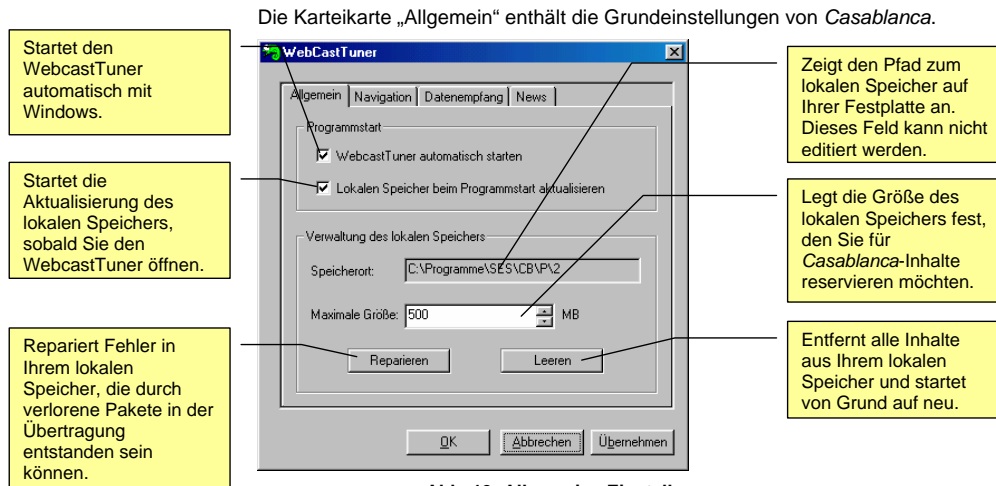 Die Karteikarte „Allgemein“ enthält die Grundeinstellungen von Casablanca.
Startet den
WebcastTuner
automatisch mit
Windows.
Startet die
Aktualisierung des
lokalen Speichers,
sobald Sie den
WebcastTuner öffnen.
Repariert Fehler in
Ihrem lokalen
Speicher, die durch
verlorene Pakete in der
Übertragung
entstanden sein
können.
WebCastTuner
Allgemein Navigation Datenempfang News
Programmstart
WebcastTuner automatisch starten
Lokalen Speicher beim Programmstart aktualisieren
Verwaltung des lokalen Speichers
Speicherort: C:\Programme\SES\CB\P\2
Maximale Größe: 500 MB
Reparieren Leeren
OK Abbrechen Übernehmen
Zeigt den Pfad zum
lokalen Speicher auf
Ihrer Festplatte an.
Dieses Feld kann nicht
editiert werden.
Legt die Größe des
lokalen Speichers fest,
den Sie für
Casablanca-Inhalte
reservieren möchten.
Entfernt alle Inhalte
aus Ihrem lokalen
Speicher und startet
von Grund auf neu.